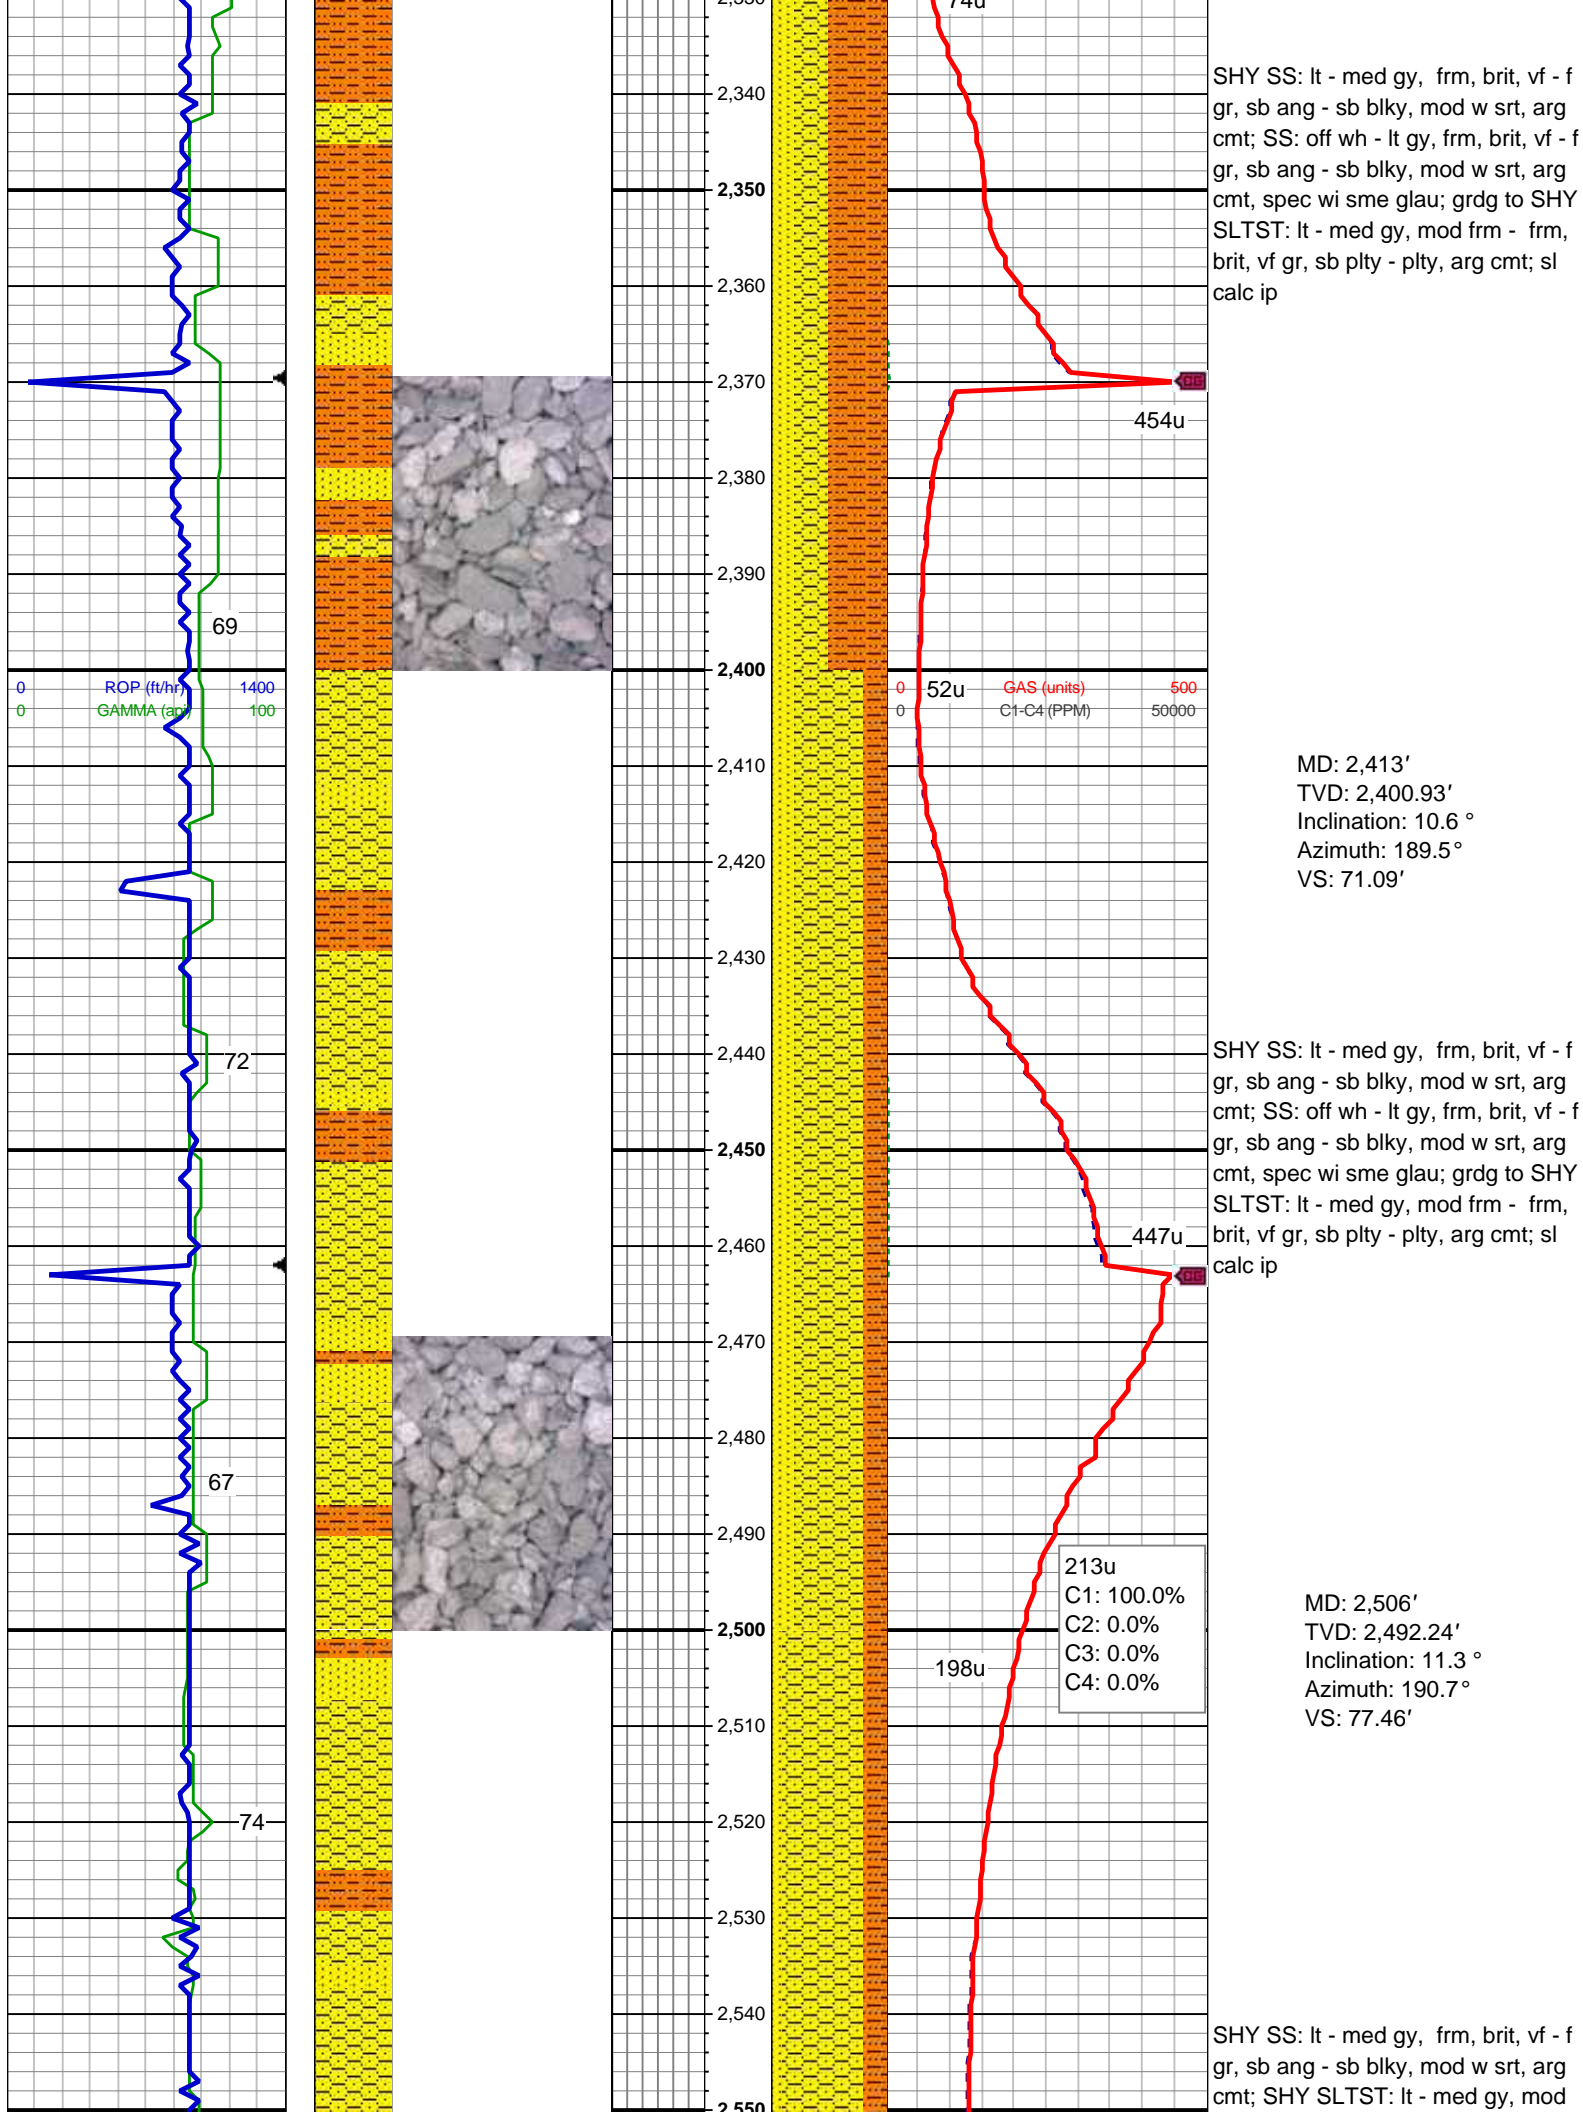 2,330
74u
SHY SS: lt - med gy, frm, brit, vf - f
gr, sb ang - sb blky, mod w srt, arg
cmt; SS: off wh - lt gy, frm, brit, vf - f
gr, sb ang - sb blky, mod w srt, arg
cmt, spec wi sme glau; grdg to SHY
SLTST: lt - med gy, mod frm - frm,
brit, vf gr, sb plty - plty, arg cmt; sl
calc ip
2,340
2,350
2,360
2,370
CG
454u
2,380
2,390
69
2,400
0 ROP (ft/hr) 1400
0 GAMMA (api) 100
52u
0 GAS (units) 500
0 C1-C4 (PPM) 50000
2,410
MD: 2,413′
TVD: 2,400.93′
Inclination: 10.6 °
Azimuth: 189.5°
VS: 71.09′
2,420
2,430
2,440
72
SHY SS: lt - med gy, frm, brit, vf - f
gr, sb ang - sb blky, mod w srt, arg
cmt; SS: off wh - lt gy, frm, brit, vf - f
gr, sb ang - sb blky, mod w srt, arg
cmt, spec wi sme glau; grdg to SHY
SLTST: lt - med gy, mod frm - frm,
brit, vf gr, sb plty - plty, arg cmt; sl
calc ip
2,450
447u
2,460
CG
2,470
2,480
67
2,490
213u
C1: 100.0%
C2: 0.0%
C3: 0.0%
C4: 0.0%
2,500
198u
MD: 2,506′
TVD: 2,492.24′
Inclination: 11.3 °
Azimuth: 190.7°
VS: 77.46′
2,510
2,520
74
2,530
2,540
SHY SS: lt - med gy, frm, brit, vf - f
gr, sb ang - sb blky, mod w srt, arg
cmt; SHY SLTST: lt - med gy, mod
2,550